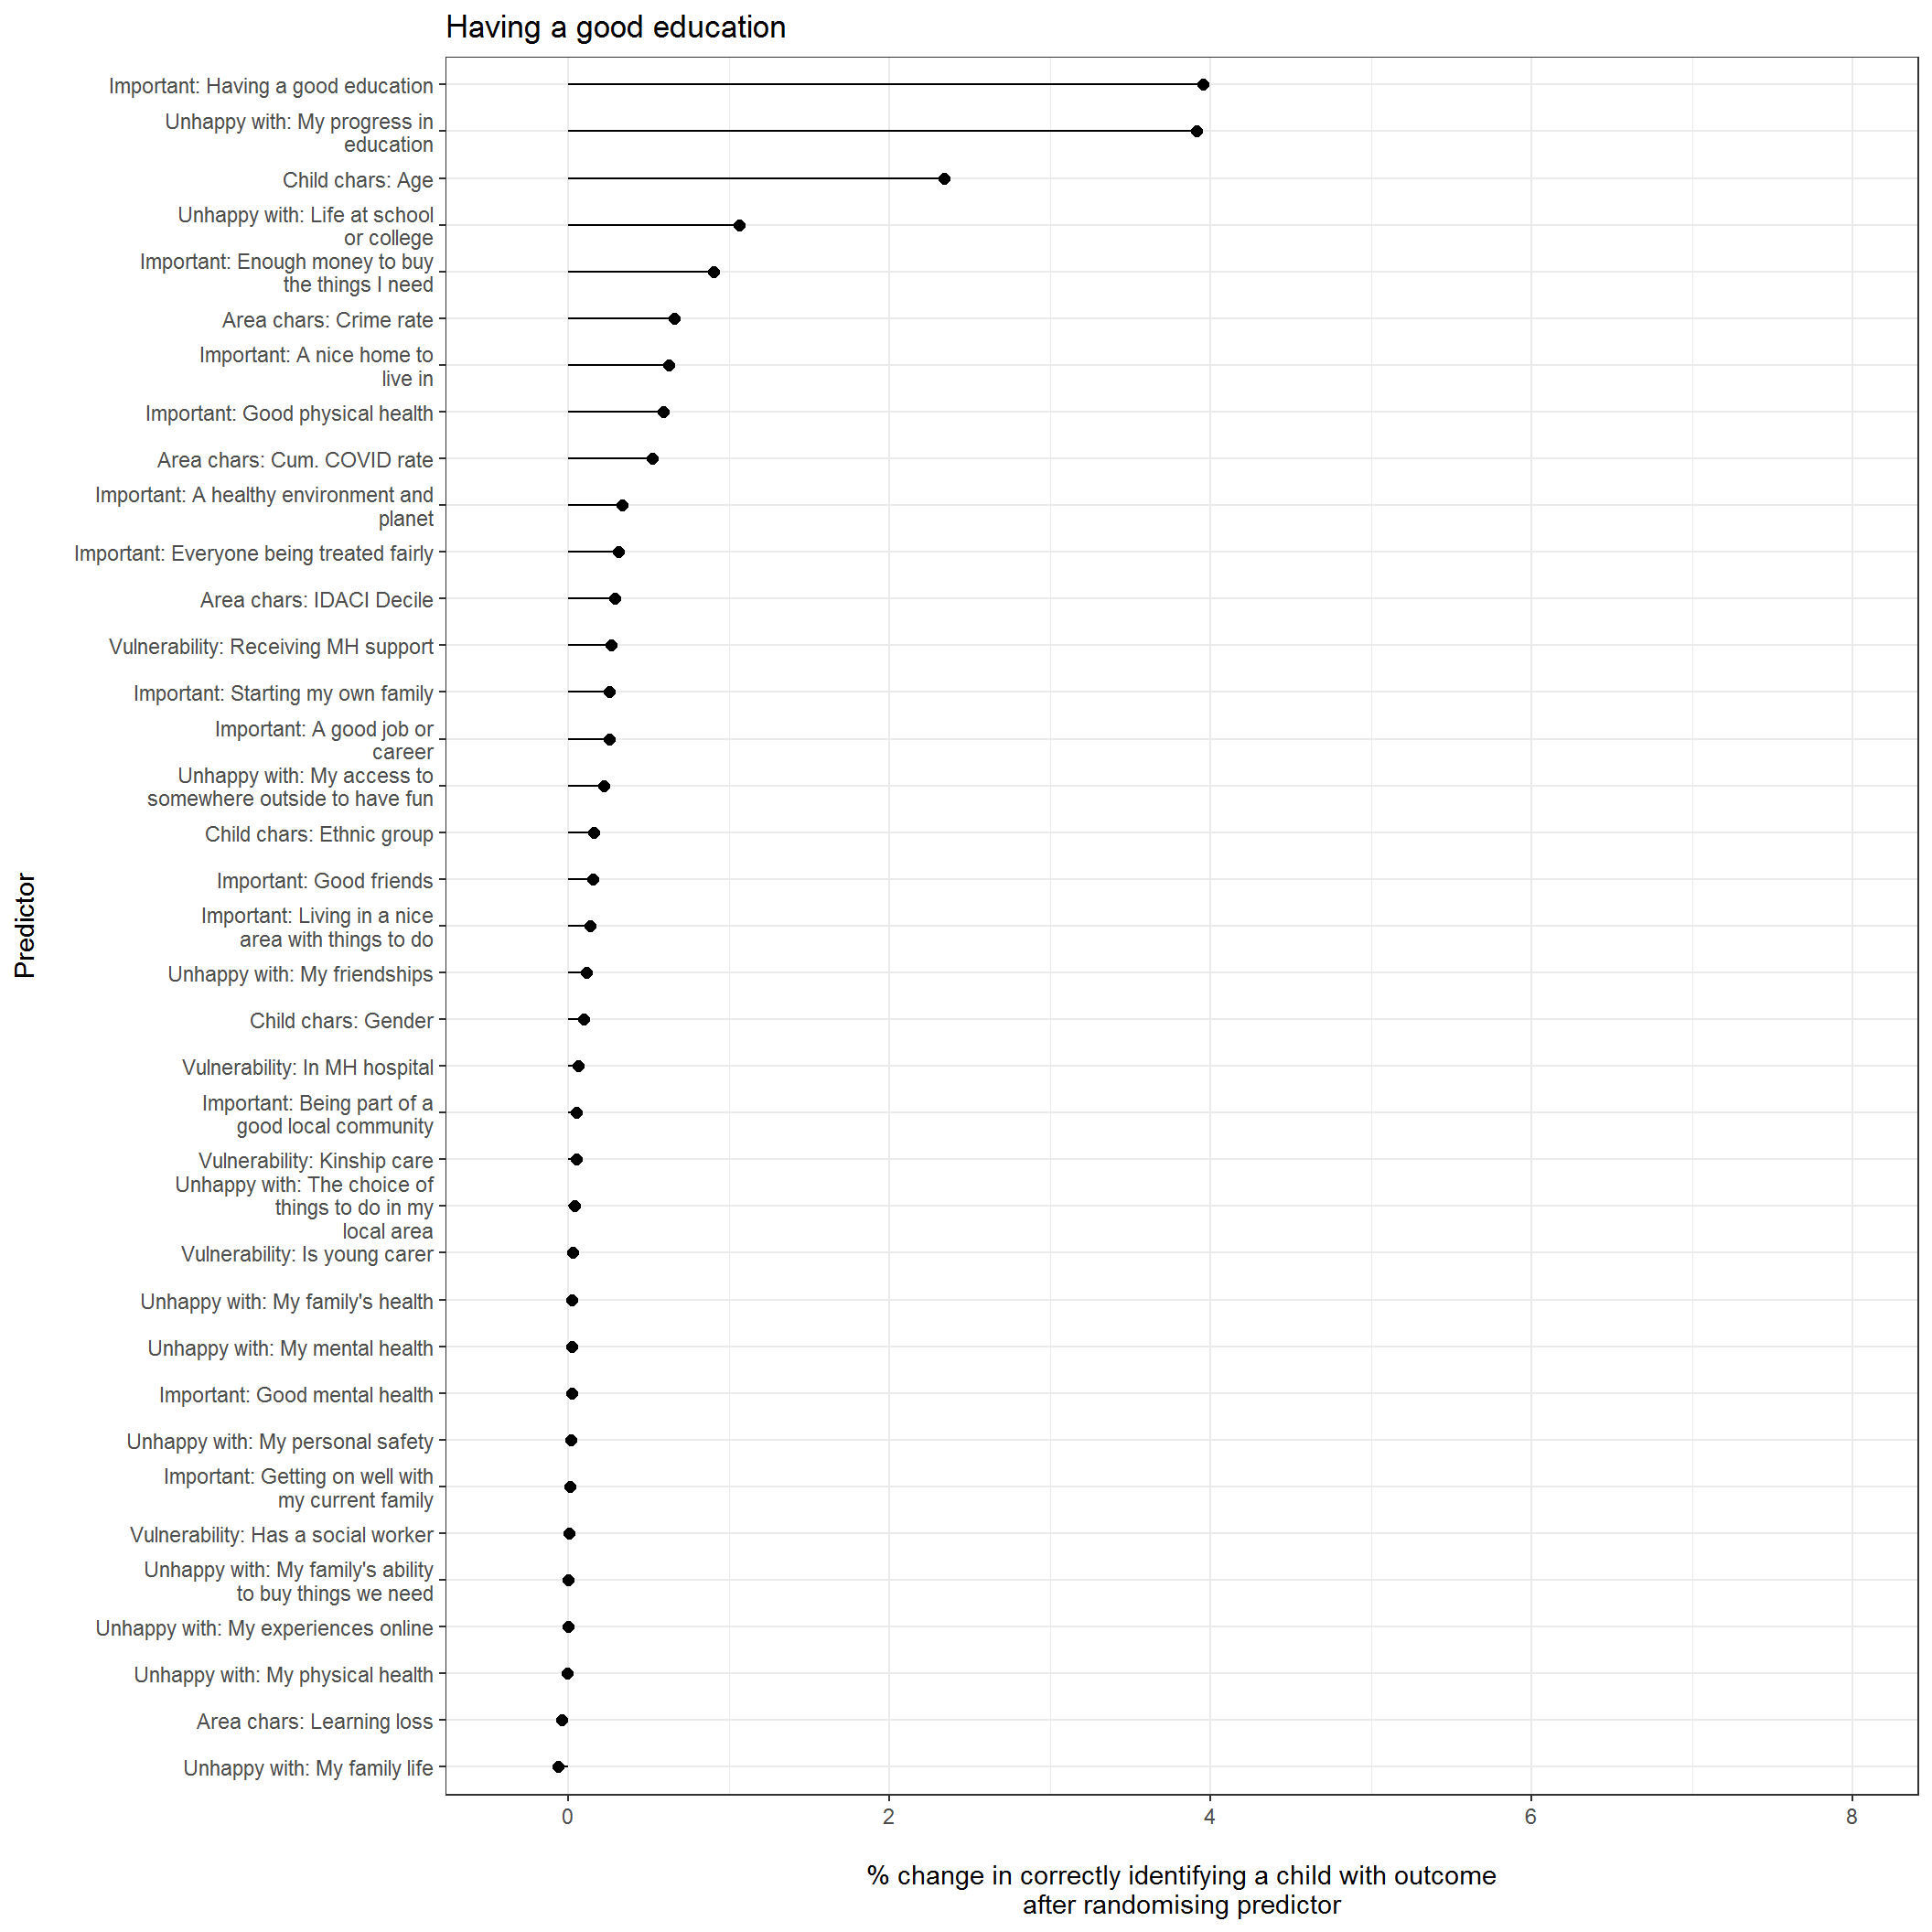 Having a good education
Important: Having a good education
Unhappy with: My progress in
education
Child chars: Age
Unhappy with: Life at school
or college
Important: Enough money to buy
the things I need
Area chars: Crime rate
Important: A nice home to
live in
Important: Good physical health
Area chars: Cum. COVID rate
Important: A healthy environment and
planet
Important: Everyone being treated fairly
Area chars: IDACI Decile
Vulnerability: Receiving MH support
Important: Starting my own family
Important: A good job or
career
Unhappy with: My access to
somewhere outside to have fun
Child chars: Ethnic group
Important: Good friends
Important: Living in a nice
area with things to do
Unhappy with: My friendships
Child chars: Gender
Vulnerability: In MH hospital
Important: Being part of a
good local community
Vulnerability: Kinship care
Unhappy with: The choice of
things to do in my
local area
Vulnerability: Is young carer
Unhappy with: My family's health
Unhappy with: My mental health
Important: Good mental health
Unhappy with: My personal safety
Important: Getting on well with
my current family
Vulnerability: Has a social worker
Unhappy with: My family's ability
to buy things we need
Unhappy with: My experiences online
Unhappy with: My physical health
Area chars: Learning loss
Unhappy with: My family life
Predictor
0 2 4 6 8
% change in correctly identifying a child with outcome
after randomising predictor